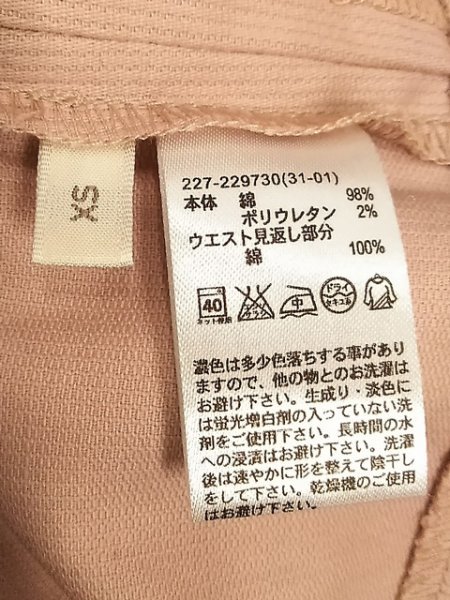 XS
227-229730(31-01)
本体 綿 98%
ポリウレタン 2%
ウエスト見返し部分
綿 100%
40 中 ドライ
ネット使用 セキユ系
濃色は多少色落ちする事があり
ますので、他の物とのお洗濯は
お避け下さい。生成り・淡色
は蛍光増白剤の入っていない洗
剤をご使用下さい。長時間の水
への浸漬はお避け下さい。洗濯
後は速やかに形を整えて陰干し
をして下さい。乾燥機のご使用
はお避け下さい。